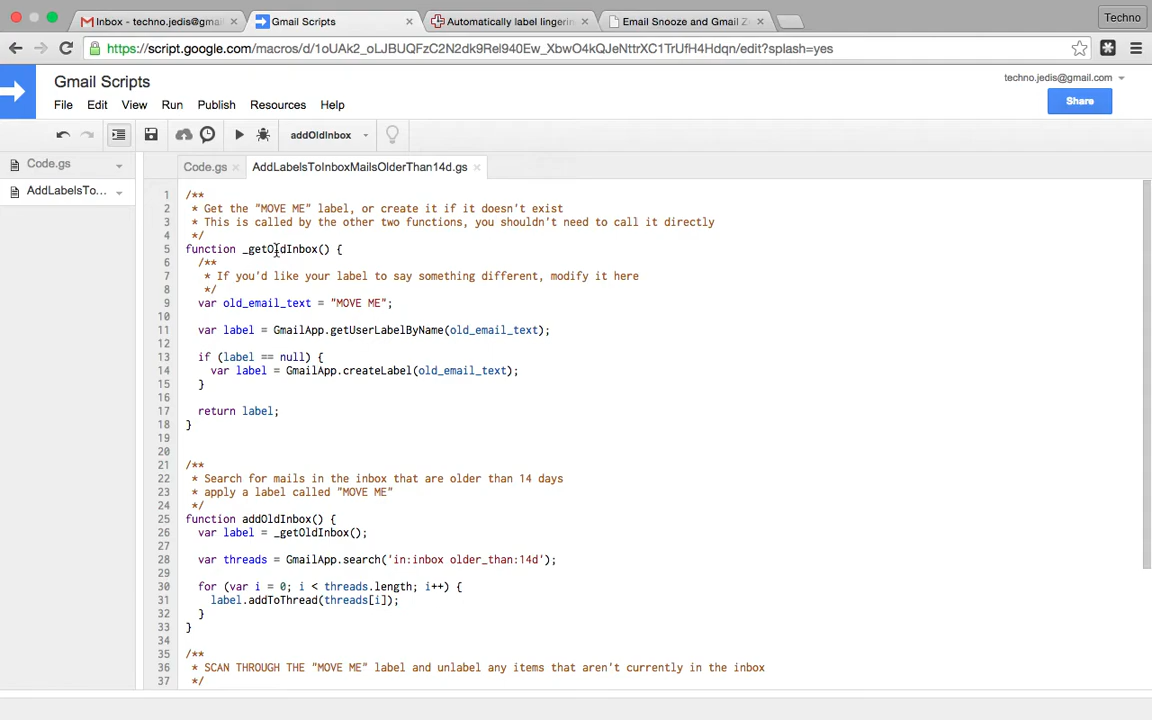 Inbox - techno.jedis@gmail
Gmail Scripts
Automatically label lingerin
Email Snooze and Gmail Z
Techno
https://script.google.com/macros/d/1oUAk2_oLJBUQFzC2N2dk9Rel940Ew_XbwO4kQJeNttrXC1TrUfH4Hdqn/edit?splash=yes
Gmail Scripts
techno.jedis@gmail.com
File Edit View Run Publish Resources Help
Share
addOldInbox
Code.gs
AddLabelsTo...
Code.gs
AddLabelsToInboxMailsOlderThan14d.gs
1 /**
2 * Get the "MOVE ME" label, or create it if it doesn't exist
3 * This is called by the other two functions, you shouldn't need to call it directly
4 */
5 function _getOldInbox() {
6 /**
7 * If you'd like your label to say something different, modify it here
8 */
9 var old_email_text = "MOVE ME";
10
11 var label = GmailApp.getUserLabelByName(old_email_text);
12
13 if (label == null) {
14 var label = GmailApp.createLabel(old_email_text);
15 }
16
17 return label;
18 }
19
20
21 /**
22 * Search for mails in the inbox that are older than 14 days
23 * apply a label called "MOVE ME"
24 */
25 function addOldInbox() {
26 var label = _getOldInbox();
27
28 var threads = GmailApp.search('in:inbox older_than:14d');
29
30 for (var i = 0; i < threads.length; i++) {
31 label.addToThread(threads[i]);
32 }
33 }
34
35 /**
36 * SCAN THROUGH THE "MOVE ME" label and unlabel any items that aren't currently in the inbox
37 */